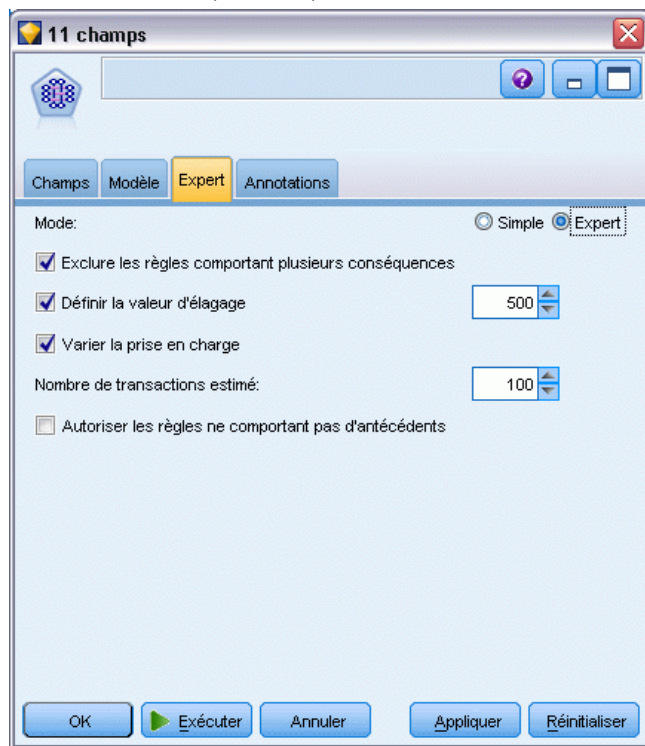 11 champs
Champs Modèle Expert Annotations
Mode: Simple Expert
Exclure les règles comportant plusieurs conséquences
Définir la valeur d'élagage 500
Varier la prise en charge
Nombre de transactions estimé: 100
Autoriser les règles ne comportant pas d'antécédents
OK Exécuter Annuler Appliquer Réinitialiser